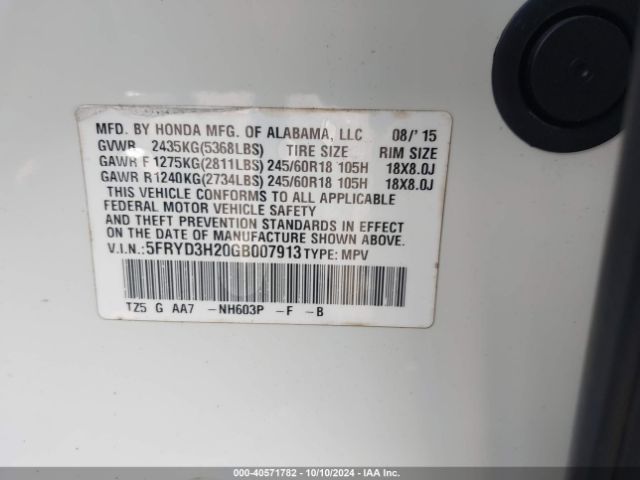 MFD. BY HONDA MFG. OF ALABAMA, LLC 08/'15
GVWR 2435KG(5368LBS) TIRE SIZE RIM SIZE
GAWR F 1275KG(2811LBS) 245/60R18 105H 18X8.0J
GAWR R1240KG(2734LBS) 245/60R18 105H 18X8.0J
THIS VEHICLE CONFORMS TO ALL APPLICABLE
FEDERAL MOTOR VEHICLE SAFETY
AND THEFT PREVENTION STANDARDS IN EFFECT
ON THE DATE OF MANUFACTURE SHOWN ABOVE.
V.I.N.:5FRYD3H20GB007913 TYPE: MPV
TZ5 G AA7 -NH603P -F -B
000-40571782 - 10/10/2024 - IAA Inc.